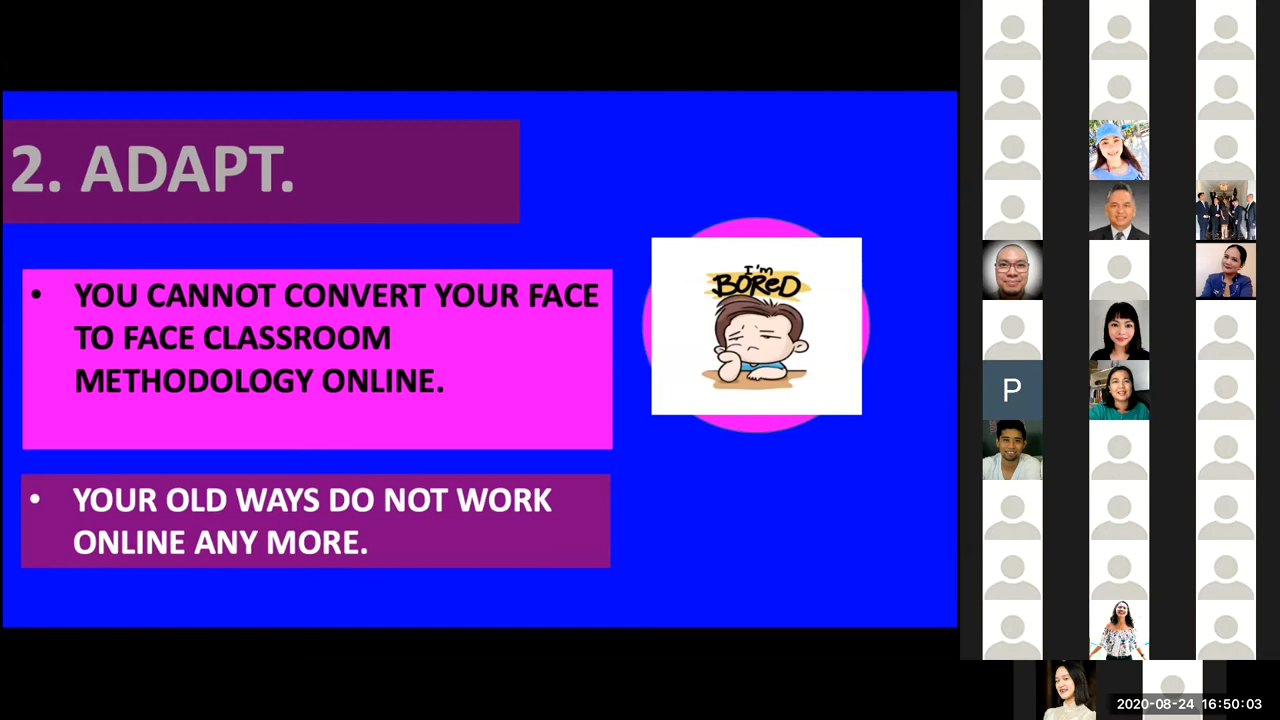 2. ADAPT.
• YOU CANNOT CONVERT YOUR FACE
TO FACE CLASSROOM
METHODOLOGY ONLINE.
• YOUR OLD WAYS DO NOT WORK
ONLINE ANY MORE.
I'm
BOReD
P
2020-08-24 16:50:03